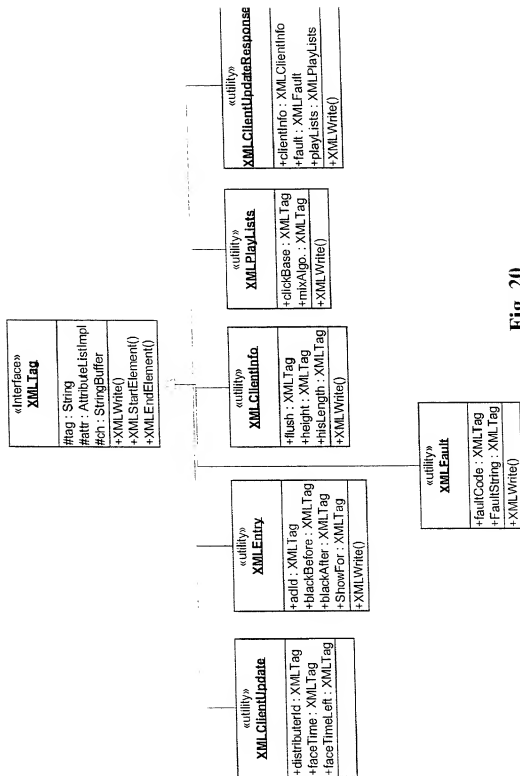 «Interface»
XMLTag
#tag : String
#attr : AttributeListImpl
#ch : StringBuffer
+XMLWrite()
+XMLStartElement()
+XMLEndElement()
«utility»
XMLClientUpdate
+distributerId : XMLTag
+faceTime : XMLTag
+faceTimeLeft : XMLTag
«utility»
XMLEntry
+adId : XMLTag
+blackBefore : XMLTag
+blackAfter : XMLTag
+ShowFor : XMLTag
+XMLWrite()
«utility»
XMLClientInfo
+flush : XMLTag
+height : XMLTag
+hisLength : XMLTag
+XMLWrite()
«utility»
XMLPlayLists
+clickBase : XMLTag
+mixAlgo. : XMLTag
+XMLWrite()
«utility»
XMLClientUpdateResponse
+clientInfo : XMLClientInfo
+fault : XMLFault
+playLists : XMLPlayLists
+XMLWrite()
«utility»
XMLFault
+faultCode : XMLTag
+FaultString : XMLTag
+XMLWrite()
Fig. 20